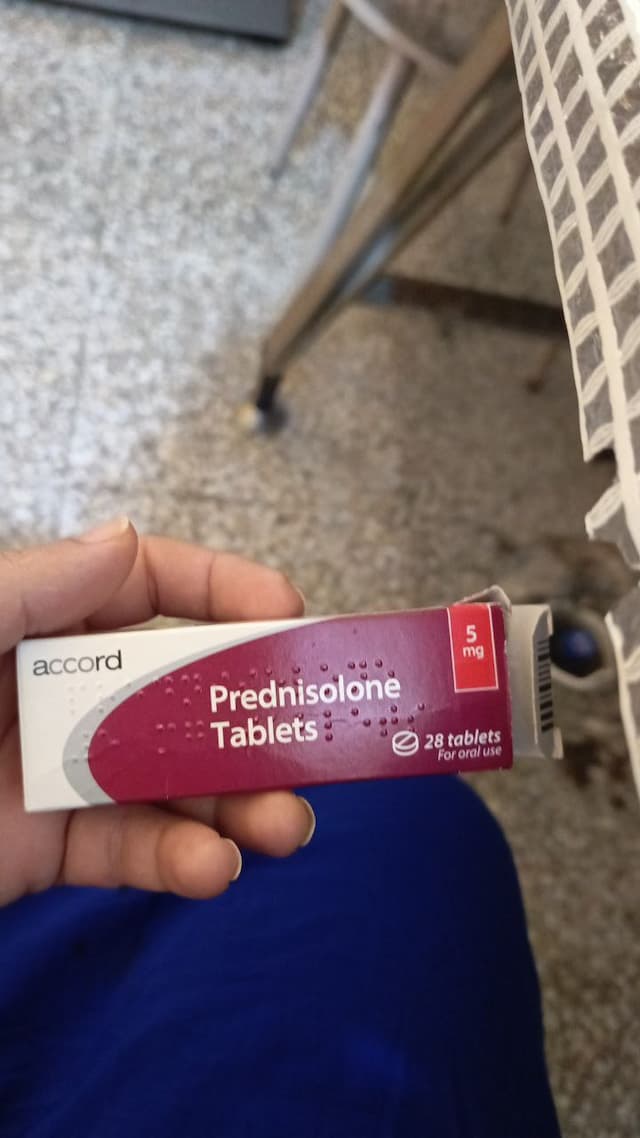 accord
Prednisolone
Tablets
5
mg
28 tablets
For oral use